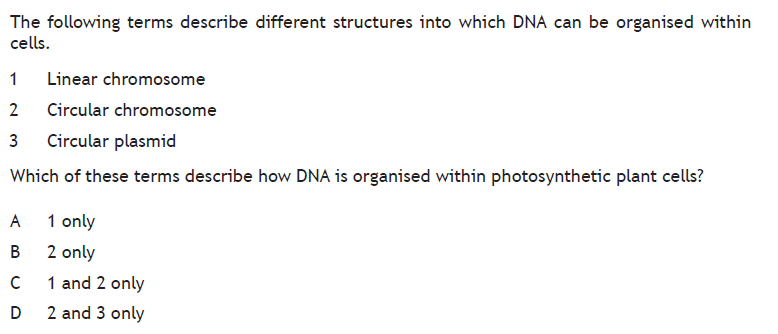 The following terms describe different structures into which DNA can be organised within
cells.
1 Linear chromosome
2 Circular chromosome
3 Circular plasmid
Which of these terms describe how DNA is organised within photosynthetic plant cells?
A 1 only
B 2 only
C 1 and 2 only
D 2 and 3 only